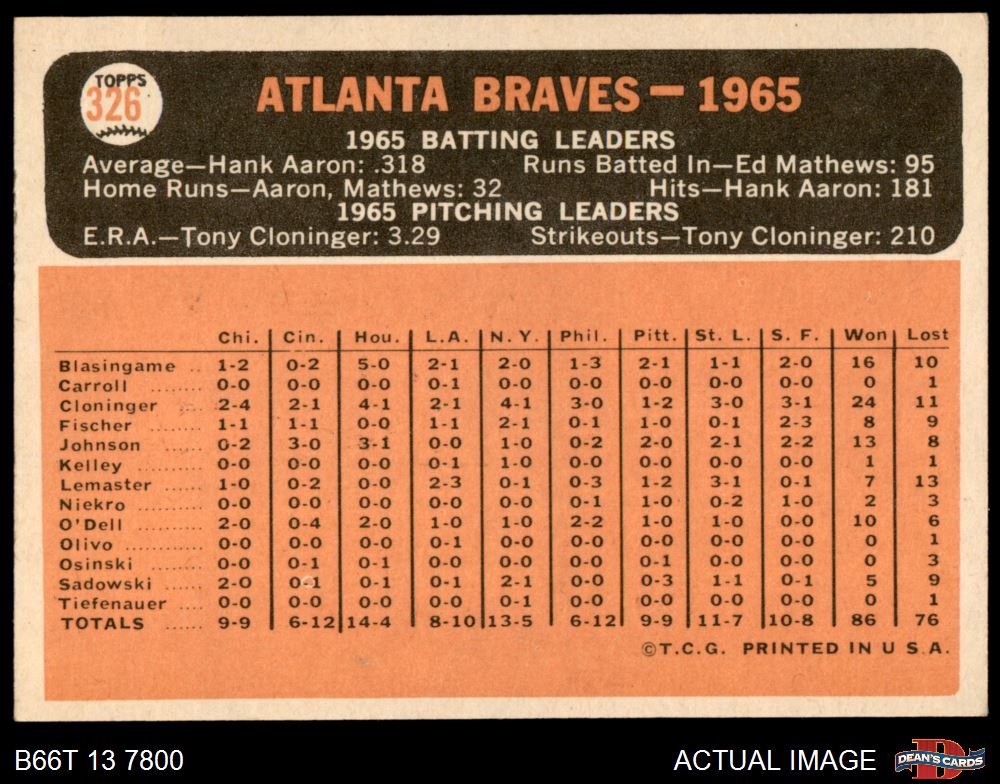 TOPPS
326
ATLANTA BRAVES—1965
1965 BATTING LEADERS
Average—Hank Aaron: .318 Runs Batted In—Ed Mathews: 95
Home Runs—Aaron, Mathews: 32 Hits—Hank Aaron: 181
1965 PITCHING LEADERS
E.R.A.—Tony Cloninger: 3.29 Strikeouts—Tony Cloninger: 210
Chi. Cin. Hou. L.A. N.Y. Phil. Pitt. St. L. S. F. Won Lost
Blasingame .. 1-2 0-2 5-0 2-1 2-0 1-3 2-1 1-1 2-0 16 10
Carroll ........ 0-0 0-0 0-0 0-1 0-0 0-0 0-0 0-0 0-0 0 1
Cloninger .... 2-4 2-1 4-1 2-1 4-1 3-0 1-2 3-0 3-1 24 11
Fischer ........ 1-1 1-1 0-0 1-1 2-1 0-1 1-0 0-1 2-3 8 9
Johnson ...... 0-2 3-0 3-1 0-0 1-0 0-2 2-0 2-1 2-2 13 8
Kelley .......... 0-0 0-0 0-0 0-1 1-0 0-0 0-0 0-0 0-0 1 1
Lemaster ...... 1-0 0-2 0-0 2-3 0-1 0-3 1-2 3-1 0-1 7 13
Niekro .......... 0-0 0-0 0-0 0-0 0-0 0-1 1-0 0-2 1-0 2 3
O'Dell .......... 2-0 0-4 2-0 1-0 1-0 2-2 1-0 1-0 0-0 10 6
Olivo ............ 0-0 0-0 0-0 0-1 0-0 0-0 0-0 0-0 0-0 0 1
Osinski ........ 0-0 0-1 0-1 0-0 0-0 0-0 0-1 0-0 0-0 0 3
Sadowski ...... 2-0 0-1 0-1 0-1 2-1 0-0 0-3 1-1 0-1 5 9
Tiefenauer .... 0-0 0-0 0-0 0-0 0-1 0-0 0-0 0-0 0-0 0 1
TOTALS ...... 9-9 6-12 14-4 8-10 13-5 6-12 9-9 11-7 10-8 86 76
©T.C.G. PRINTED IN U S.A.
B66T 13 7800 ACTUAL IMAGE
D
DEAN'S CARDS